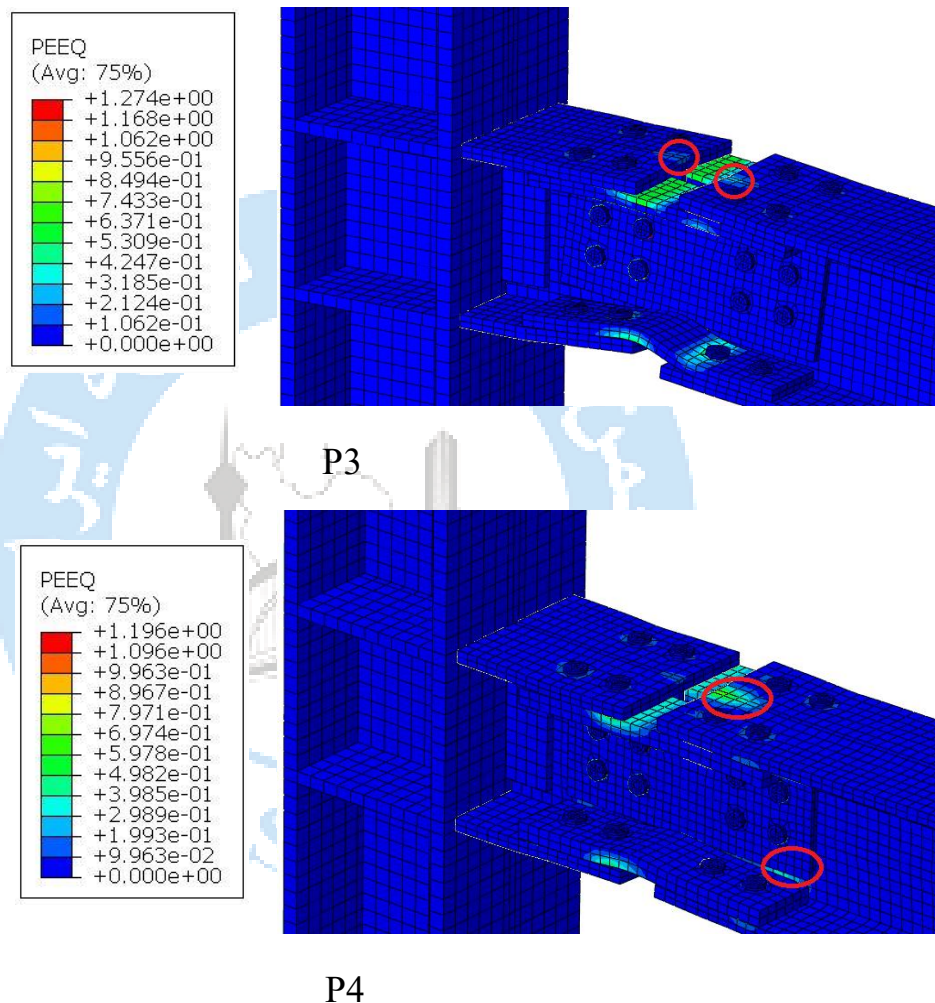 PEEQ
(Avg: 75%)
+1.274e+00
+1.168e+00
+1.062e+00
+9.556e-01
+8.494e-01
+7.433e-01
+6.371e-01
+5.309e-01
+4.247e-01
+3.185e-01
+2.124e-01
+1.062e-01
+0.000e+00
P3
PEEQ
(Avg: 75%)
+1.196e+00
+1.096e+00
+9.963e-01
+8.967e-01
+7.971e-01
+6.974e-01
+5.978e-01
+4.982e-01
+3.985e-01
+2.989e-01
+1.993e-01
+9.963e-02
+0.000e+00
P4